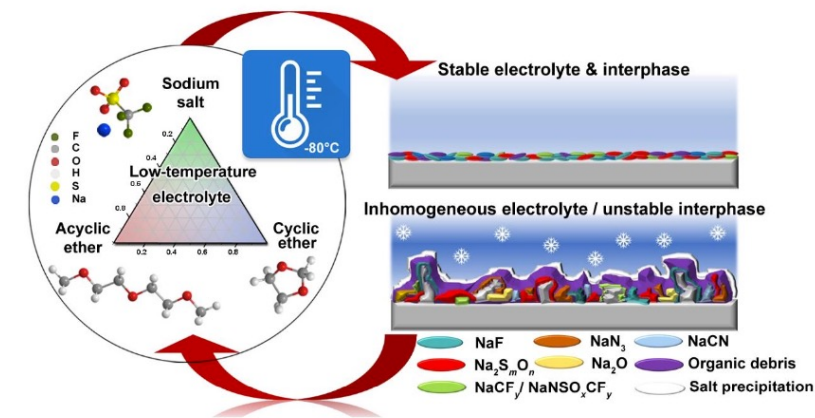 Sodium
salt
F
C
O
H
S
Na
Low-temperature
electrolyte
0.2
0.4
0.6
0.8
0.2 0.4 0.6 0.8
Acyclic
ether
Cyclic
ether
-80°C
Stable electrolyte & interphase
Inhomogeneous electrolyte / unstable interphase
NaF NaN₃ NaCN
Na₂SₘOₙ Na₂O Organic debris
NaCFᵧ/ NaNSOₓCFᵧ Salt precipitation